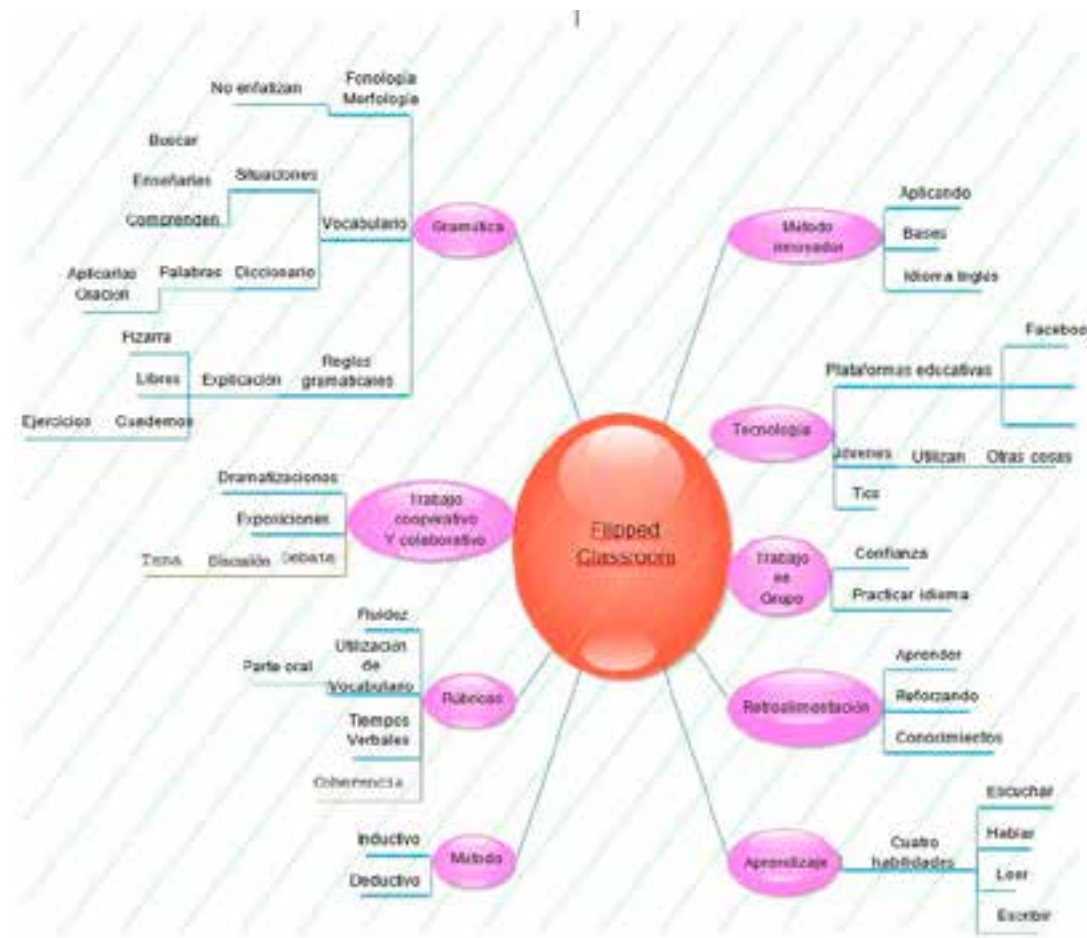 No enfatizan
Fonología
Morfología
Buscar
Enseñarles
Situaciones
Comprenden
Vocabulario
Gramática
Aplicarlas
Oración
Palabras
Diccionario
Pizarra
Libros
Explicación
Reglas
gramaticales
Ejercicios
Cuadernos
Dramatizaciones
Exposiciones
Tema
Discusión
Debate
Trabajo
cooperativo
Y colaborativo
Fluidez
Parte oral
Utilización
de
Vocabulario
Rúbricas
Tiempos
Verbales
Coherencia
Inductivo
Deductivo
Método
Flipped
Classroom
Método
innovador
Aplicando
Bases
Idioma Inglés
Tecnología
Plataformas educativas
Faceboo
Jóvenes
Utilizan
Otras cosas
Tics
Trabajo
en
Grupo
Confianza
Practicar idioma
Retroalimentación
Aprender
Reforzando
Conocimientos
Aprendizaje
Cuatro
habilidades
Escuchar
Hablar
Leer
Escribir